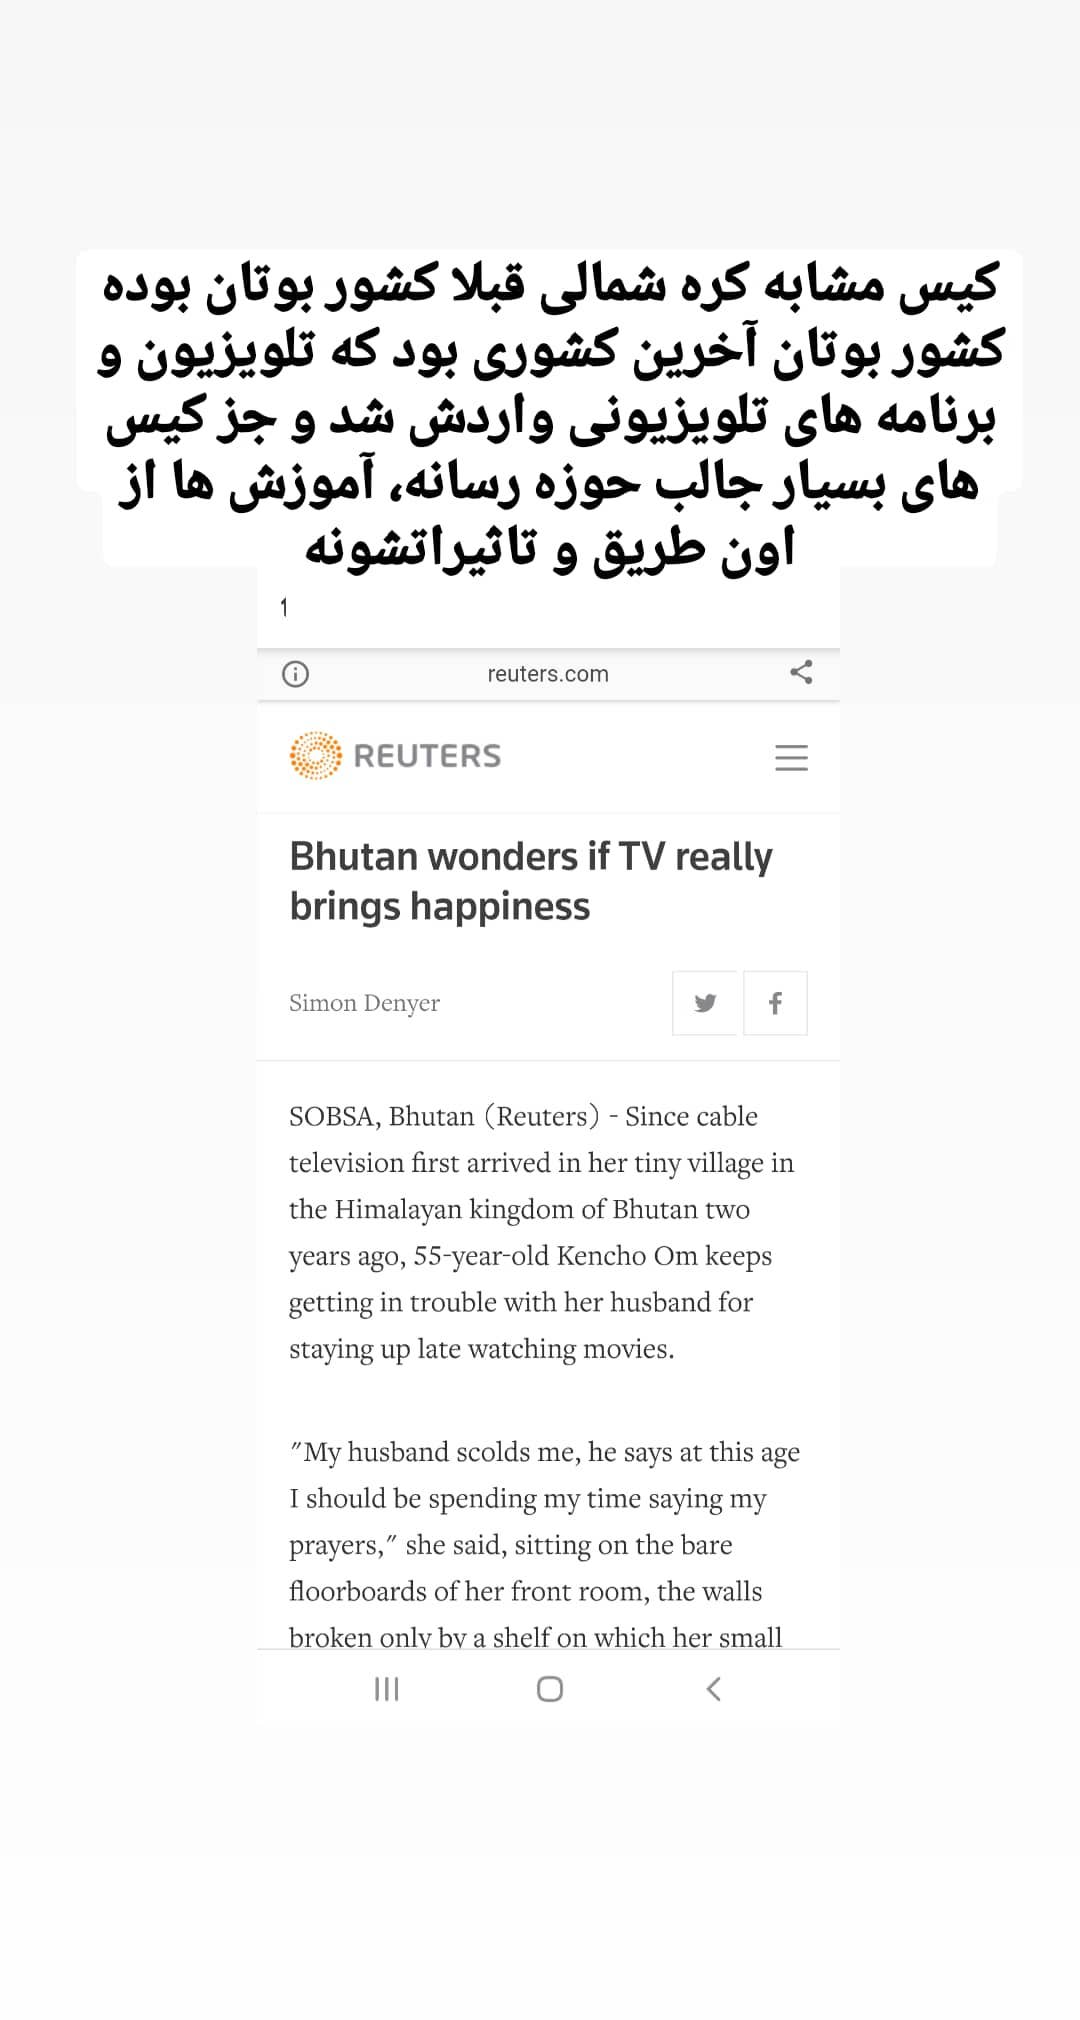 کیس مشابه کره شمالی قبلا کشور بوتان بوده
کشور بوتان آخرین کشوری بود که تلویزیون و
برنامه های تلویزیونی واردش شد و جز کیس
های بسیار جالب حوزه رسانه، آموزش ها از
اون طریق و تاثیراتشونه
1
reuters.com
REUTERS
Bhutan wonders if TV really
brings happiness
Simon Denyer
SOBSA, Bhutan (Reuters) - Since cable
television first arrived in her tiny village in
the Himalayan kingdom of Bhutan two
years ago, 55-year-old Kencho Om keeps
getting in trouble with her husband for
staying up late watching movies.
"My husband scolds me, he says at this age
I should be spending my time saying my
prayers," she said, sitting on the bare
floorboards of her front room, the walls
broken only by a shelf on which her small